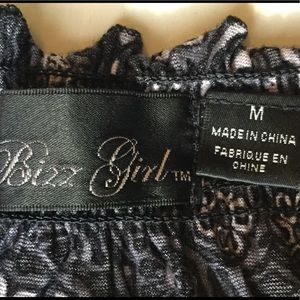 Bizz Girl™
M
MADE IN CHINA
FABRIQUE EN
CHINE